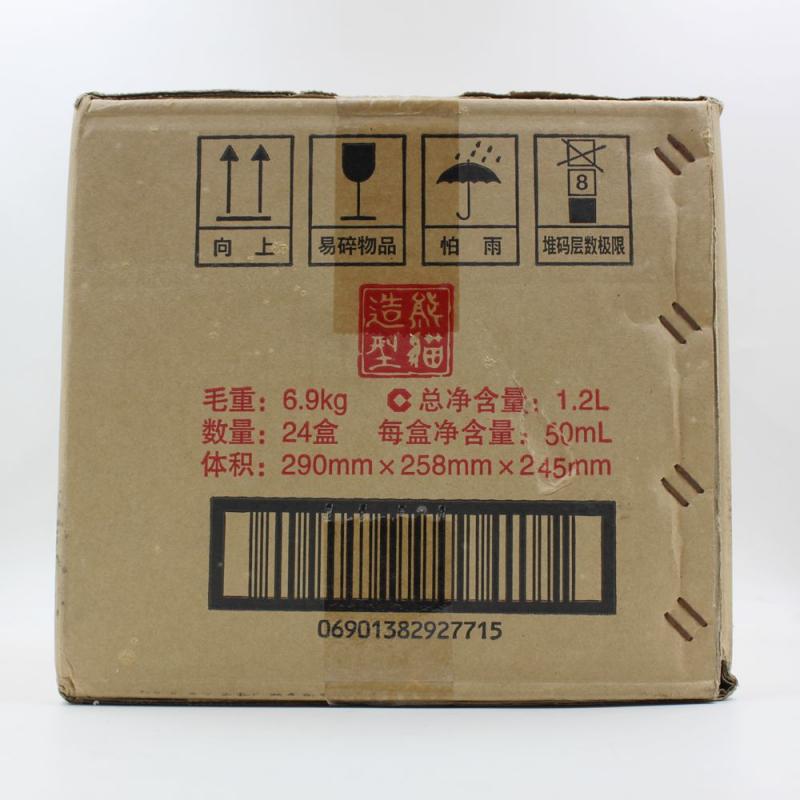 8
向 上
易碎物品
怕 雨
堆码层数极限
熊猫
造型
毛重：6.9kg 总净含量：1.2L
数量：24盒 每盒净含量：50mL
体积：290mm×258mm×245mm
06901382927715